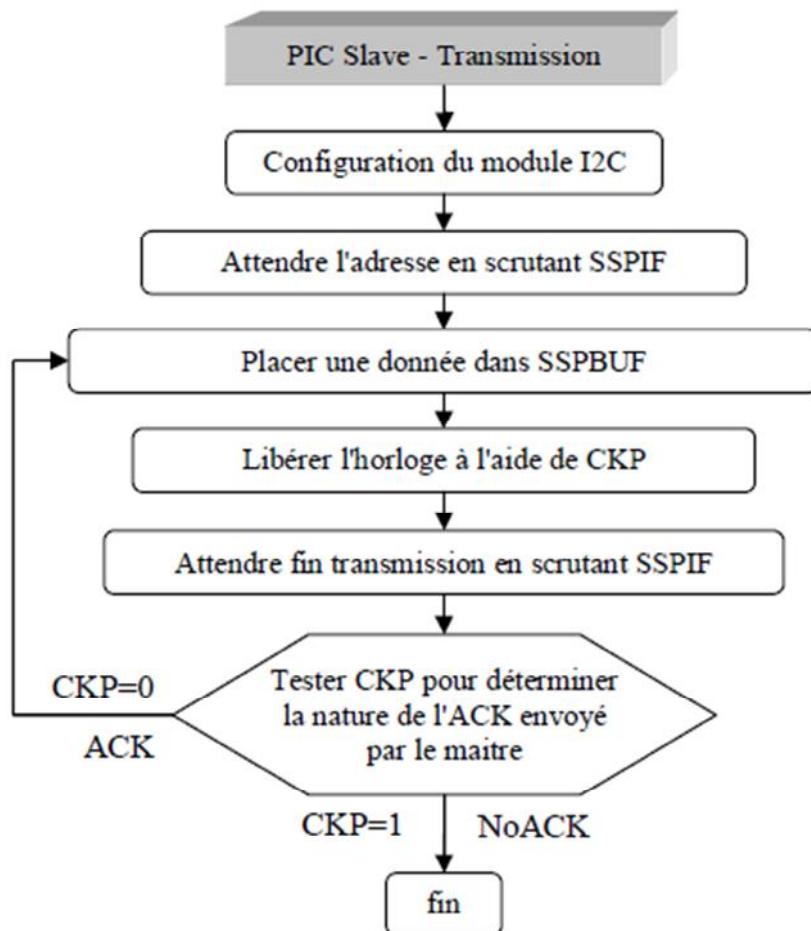 PIC Slave - Transmission
Configuration du module I2C
Attendre l'adresse en scrutant SSPIF
Placer une donnée dans SSPBUF
Libérer l'horloge à l'aide de CKP
Attendre fin transmission en scrutant SSPIF
CKP=0
ACK
Tester CKP pour déterminer
la nature de l'ACK envoyé
par le maitre
CKP=1 NoACK
fin